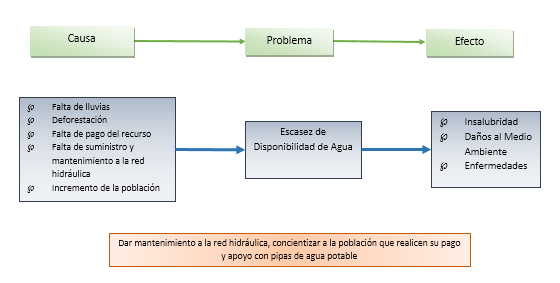 Causa
Problema
Efecto
Falta de lluvias
Deforestación
Falta de pago del recurso
Falta de suministro y
mantenimiento a la red
hidráulica
Incremento de la población
Escasez de
Disponibilidad de Agua
Insalubridad
Daños al Medio
Ambiente
Enfermedades
Dar mantenimiento a la red hidráulica, concientizar a la población que realicen su pago
y apoyo con pipas de agua potable